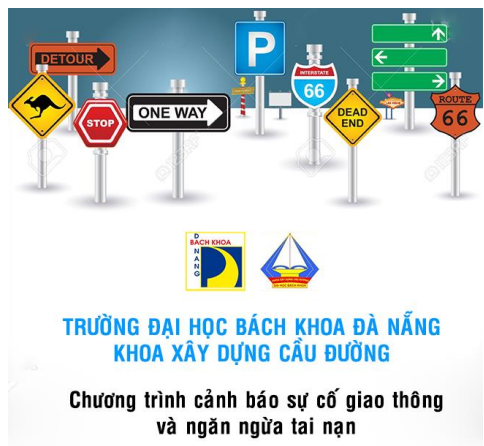 DETOUR
P
INTERSTATE
66
STOP
ONE WAY
DEAD
END
ROUTE
66
DANANG
BÁCH KHOA
TRƯỜNG ĐẠI HỌC BÁCH KHOA ĐÀ NẴNG
KHOA XÂY DỰNG CẦU ĐƯỜNG
Chương trình cảnh báo sự cố giao thông
và ngăn ngừa tai nạn